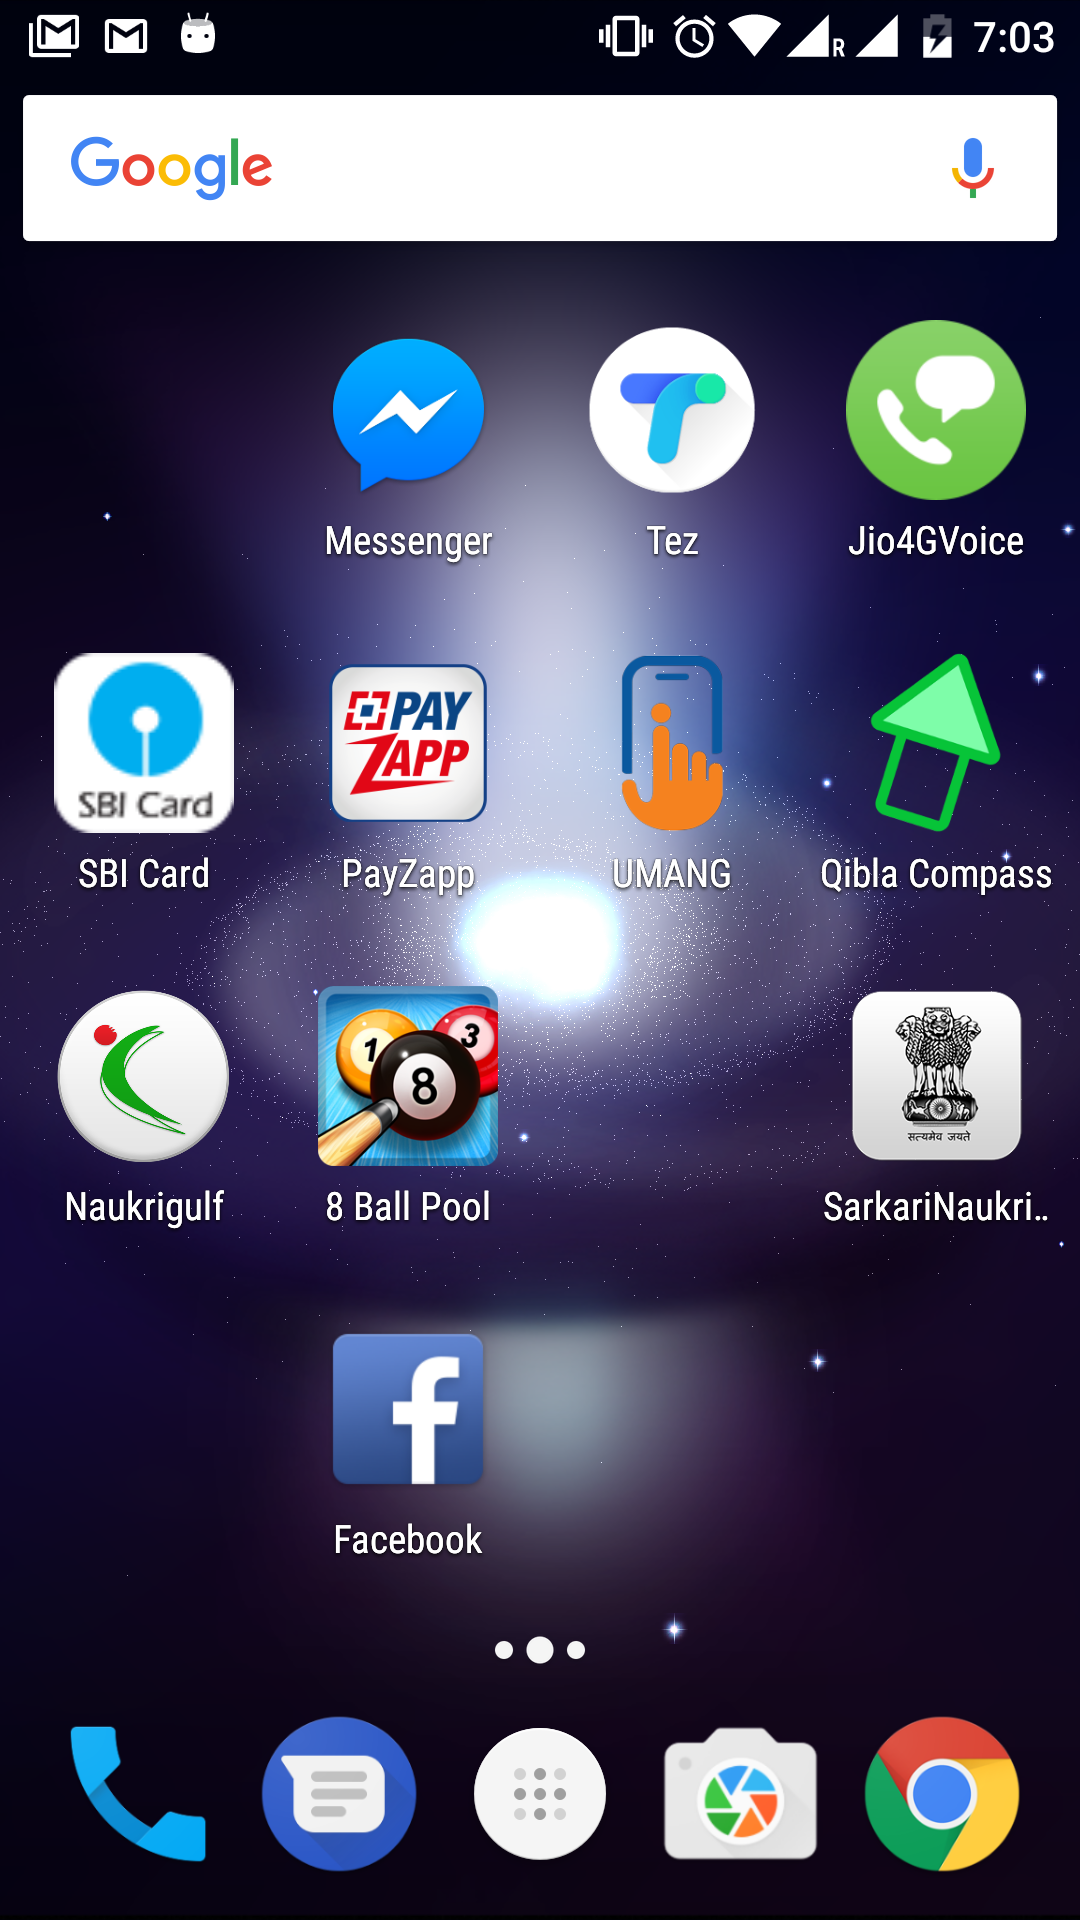 R 7:03
Google
Messenger Tez Jio4GVoice
SBI Card
PAY
ZAPP
SBI Card PayZapp UMANG Qibla Compass
1 3
8
सत्यमेव जयते
Naukrigulf 8 Ball Pool SarkariNaukri..
f
Facebook